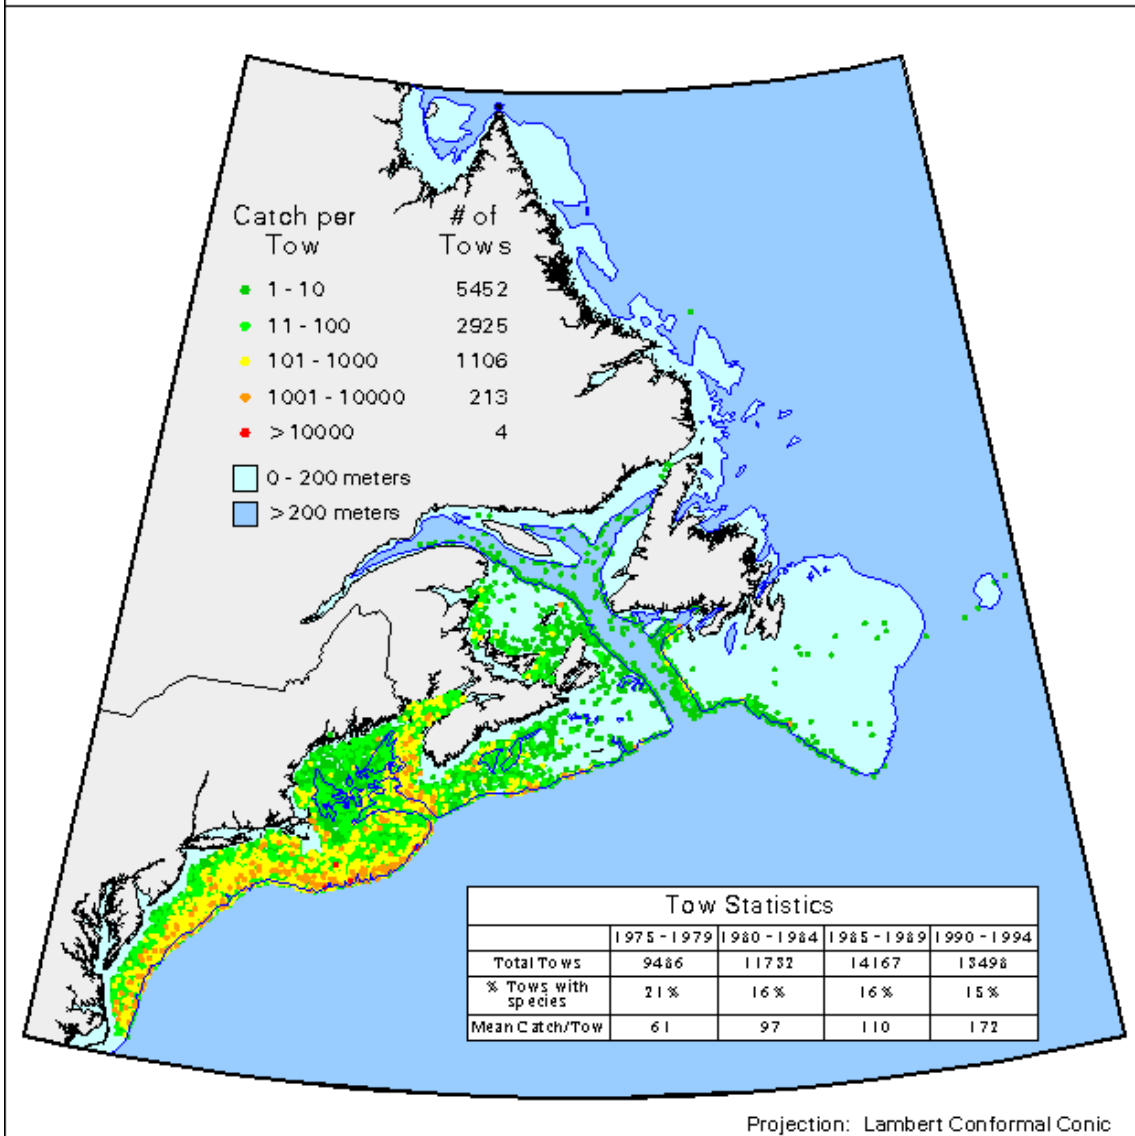 Catch per # of
Tow Tows
1 - 10 5452
11 - 100 2925
101 - 1000 1106
1001 - 10000 213
>10000 4
0 - 200 meters
>200 meters
Tow Statistics
1975 - 1979 1980 - 1984 1985 - 1989 1990 - 1994
Total Tows 9486 11732 14167 13498
% Tows with species 21% 16% 16% 15%
Mean Catch/Tow 61 97 110 172
Projection: Lambert Conformal Conic